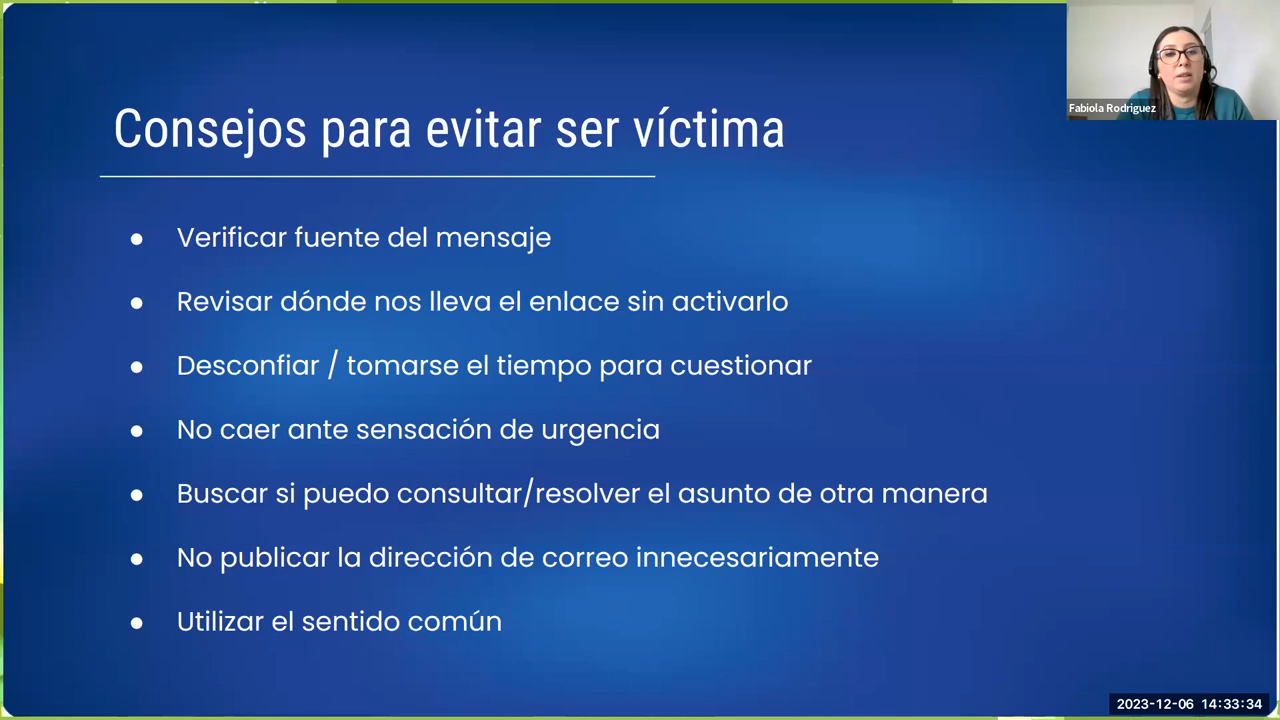 Consejos para evitar ser víctima
Fabiola Rodriguez
● Verificar fuente del mensaje
● Revisar dónde nos lleva el enlace sin activarlo
● Desconfiar / tomarse el tiempo para cuestionar
● No caer ante sensación de urgencia
● Buscar si puedo consultar/resolver el asunto de otra manera
● No publicar la dirección de correo innecesariamente
● Utilizar el sentido común
2023-12-06 14:33:34